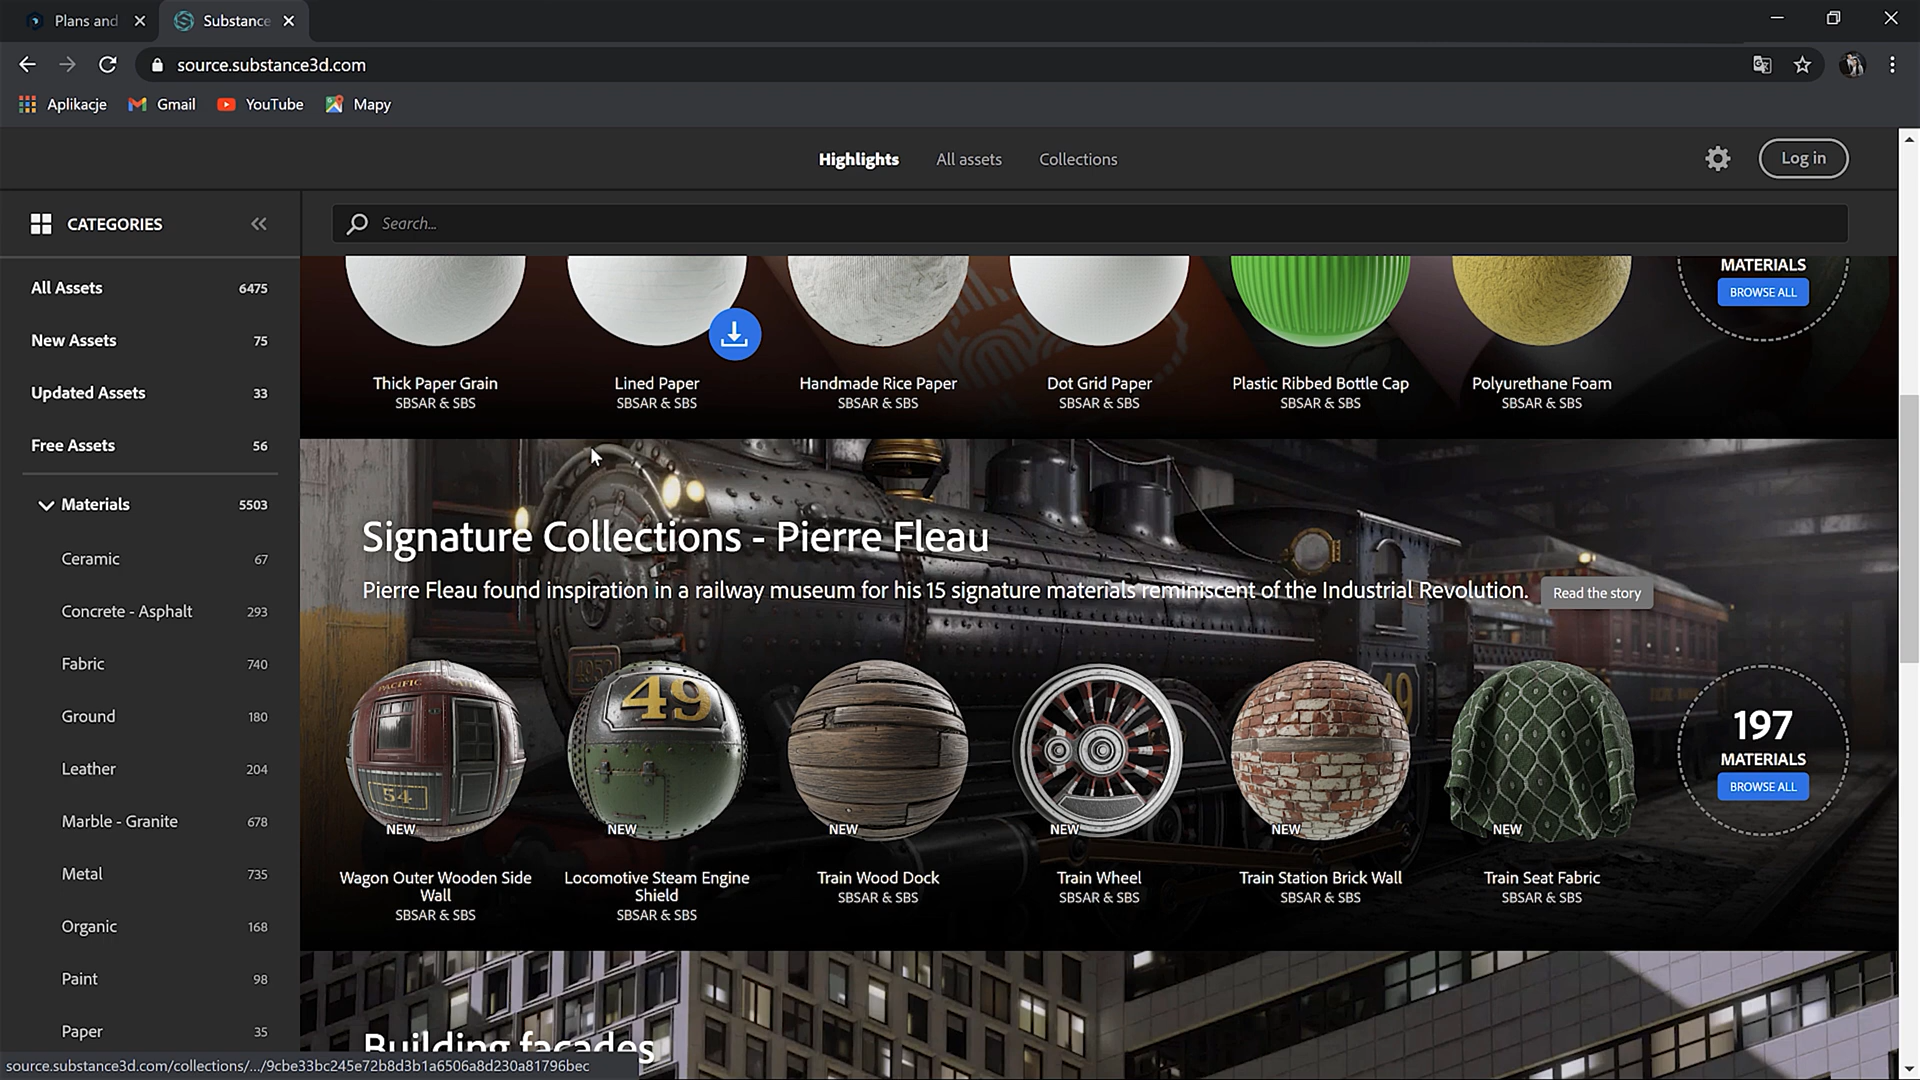 Plans and
Substance
source.substance3d.com
Aplikacje
Gmail
YouTube
Mapy
Highlights
All assets
Collections
Log in
CATEGORIES
Search...
All Assets 6475
New Assets 75
Updated Assets 33
Free Assets 56
Materials 5503
Ceramic 67
Concrete - Asphalt 293
Fabric 740
Ground 180
Leather 204
Marble - Granite 678
Metal 735
Organic 168
Paint 98
Paper 35
MATERIALS
BROWSE ALL
Thick Paper Grain
SBSAR & SBS
Lined Paper
SBSAR & SBS
Handmade Rice Paper
SBSAR & SBS
Dot Grid Paper
SBSAR & SBS
Plastic Ribbed Bottle Cap
SBSAR & SBS
Polyurethane Foam
SBSAR & SBS
Signature Collections - Pierre Fleau
Pierre Fleau found inspiration in a railway museum for his 15 signature materials reminiscent of the Industrial Revolution.
Read the story
4952
49
PACIFIC
54
NEW
Wagon Outer Wooden Side
Wall
SBSAR & SBS
49
NEW
Locomotive Steam Engine
Shield
SBSAR & SBS
NEW
Train Wood Dock
SBSAR & SBS
NEW
Train Wheel
SBSAR & SBS
NEW
Train Station Brick Wall
SBSAR & SBS
NEW
Train Seat Fabric
SBSAR & SBS
197
MATERIALS
BROWSE ALL
Building facades
source.substance3d.com/collections/.../9cbe33bc245e72b8d3b1a6506a8d230a81796bec